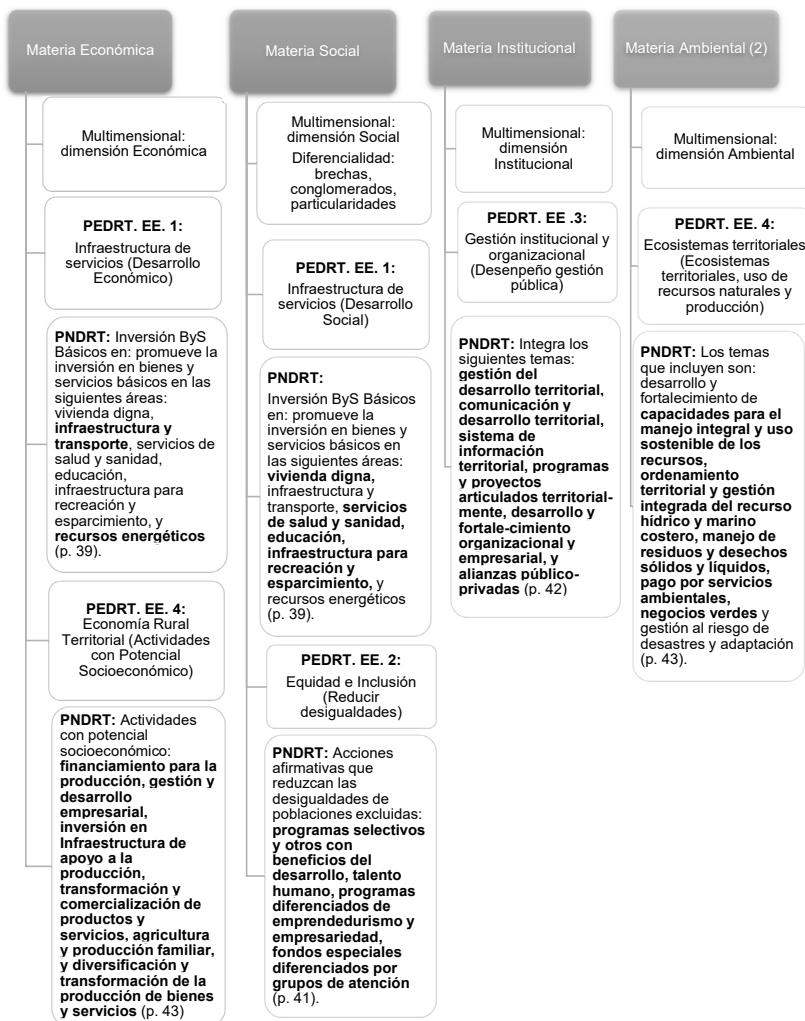 Materia Económica
Multimensional:
dimensión Económica
PEDRT. EE. 1:
Infraestructura de
servicios (Desarrollo
Económico)
PNDRT: Inversión ByS
Básicos en: promueve la
inversión en bienes y
servicios básicos en las
siguientes áreas:
vivienda digna,
infraestructura y
transporte, servicios de
salud y sanidad,
educación,
infraestructura para
recreación y
esparcimiento, y
recursos energéticos
(p. 39).
PEDRT. EE. 4:
Economía Rural
Territorial (Actividades
con Potencial
Socioeconómico)
PNDRT: Actividades
con potencial
socioeconómico:
financiamiento para la
producción, gestión y
desarrollo
empresarial,
inversión en
Infraestructura de
apoyo a la
producción,
transformación y
comercialización de
productos y
servicios, agricultura
y producción familiar,
y diversificación y
transformación de la
producción de bienes
y servicios (p. 43)
Materia Social
Multimensional:
dimensión Social
Diferencialidad:
brechas,
conglomerados,
particularidades
PEDRT. EE. 1:
Infraestructura de
servicios (Desarrollo
Social)
PNDRT:
Inversión ByS Básicos
en: promueve la
inversión en bienes y
servicios básicos en
las siguientes áreas:
vivienda digna,
infraestructura y
transporte, servicios
de salud y sanidad,
educación,
infraestructura para
recreación y
esparcimiento, y
recursos energéticos
(p. 39).
PEDRT. EE. 2:
Equidad e Inclusión
(Reducir
desigualdades)
PNDRT: Acciones
afirmativas que
reduzcan las
desigualdades de
poblaciones excluidas:
programas selectivos
y otros con
beneficios del
desarrollo, talento
humano, programas
diferenciados de
emprendedurismo y
empresariedad,
fondos especiales
diferenciados por
grupos de atención
(p. 41).
Materia Institucional
Multimensional:
dimensión
Institucional
PEDRT. EE .3:
Gestión institucional y
organizacional
(Desenpeño gestión
pública)
PNDRT: Integra los
siguientes temas:
gestión del
desarrollo territorial,
comunicación y
desarrollo territorial,
sistema de
información
territorial, programas
y proyectos
articulados territorial-
mente, desarrollo y
fortale-cimiento
organizacional y
empresarial, y
alianzas público-
privadas (p. 42)
Materia Ambiental (2)
Multimensional:
dimensión Ambiental
PEDRT. EE. 4:
Ecosistemas territoriales
(Ecosistemas
territoriales, uso de
recursos naturales y
producción)
PNDRT: Los temas
que incluyen son:
desarrollo y
fortalecimiento de
capacidades para el
manejo integral y uso
sostenible de los
recursos,
ordenamiento
territorial y gestión
integrada del recurso
hídrico y marino
costero, manejo de
residuos y desechos
sólidos y líquidos,
pago por servicios
ambientales,
negocios verdes y
gestión al riesgo de
desastres y adaptación
(p. 43).